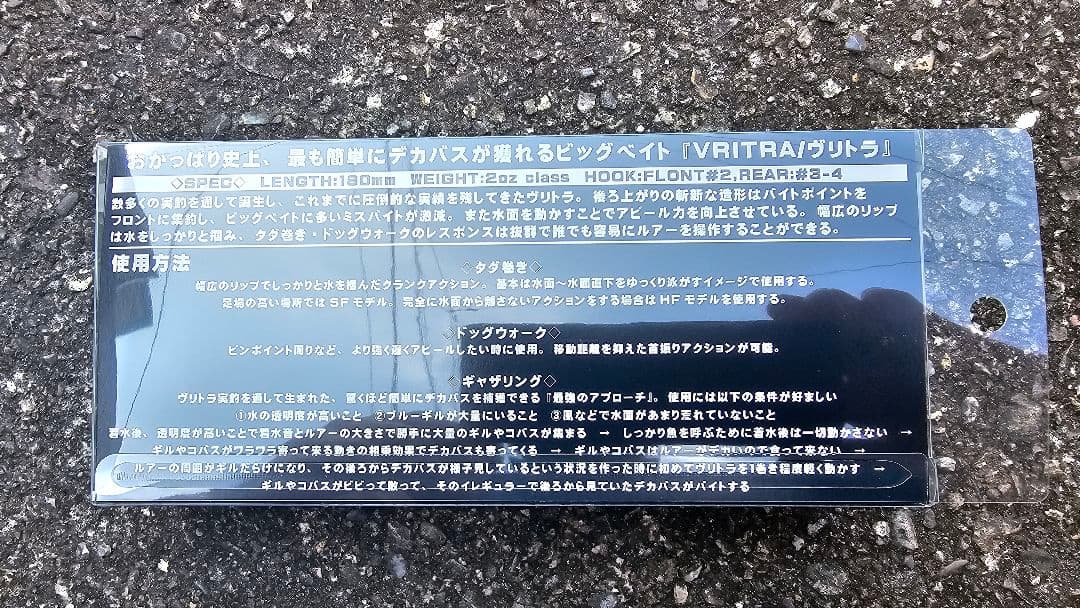 おかっぱり史上、最も簡単にデカバスが獲れるビッグベイト『VRITRA/ヴリトラ』
◇SPEC◇ LENGTH:180mm WEIGHT:2oz class HOOK:FLONT#2,REAR:#3-4
数多くの実釣を通して誕生し、これまでに圧倒的な実績を残してきたヴリトラ。後ろ上がりの斬新な造形はバイトポイントを
フロントに集約し、ビッグベイトに多いミスバイトが激減。また水面を動かすことでアピール力を向上させている。幅広のリップ
は水をしっかりと掴み、タダ巻き・ドッグウォークのレスポンスは抜群で誰でも容易にルアーを操作することができる。
使用方法
◇タダ巻き◇
幅広のリップでしっかりと水を掴んだクランクアクション。基本は水面～水面直下をゆっくり泳がすイメージで使用する。
足場の高い場所ではSFモデル。完全に水面から離さないアクションをする場合はHFモデルを使用する。
◇ドッグウォーク◇
ピンポイント周りなど、より強く遅くアピールしたい時に使用。移動距離を抑えた首振りアクションが可能。
◇ギャザリング◇
ヴリトラ実釣を通して生まれた、驚くほど簡単にデカバスを捕獲できる『最強のアプローチ』。使用には以下の条件が好ましい
①水の透明度が高いこと ②ブルーギルが大量にいること ③風などで水面があまり荒れていないこと
着水後、透明度が高いことで着水音とルアーの大きさで勝手に大量のギルやコバスが集まる → しっかり魚を呼ぶために着水後は一切動かさない →
ギルやコバスがワラワラ寄って来る動きの相乗効果でデカバスも寄ってくる → ギルやコバスはルアーがデカいので食って来ない →
ルアーの周囲がギルだらけになり、その後ろからデカバスが様子見しているという状況を作った時に初めてヴリトラを1巻き程度軽く動かす →
ギルやコバスがビビって散って、そのイレギュラーで後ろから見ていたデカバスがバイトする